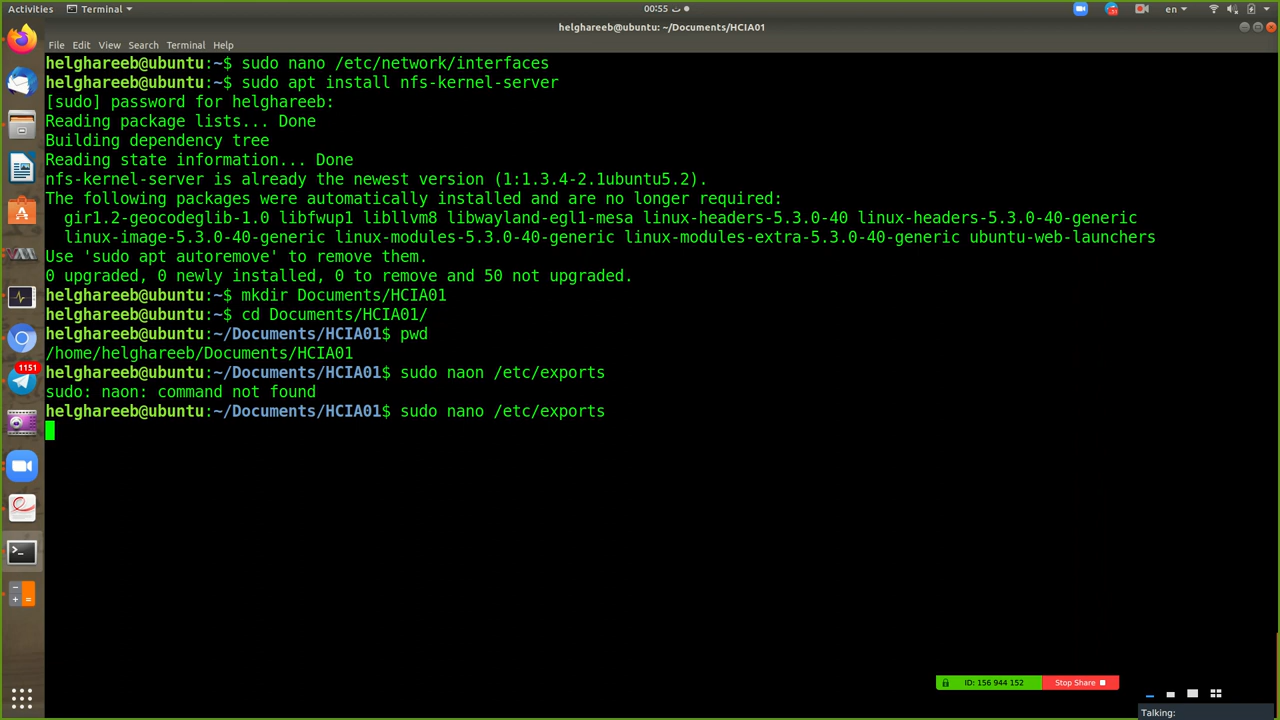 Activities Terminal 00:55 ت en
helghareeb@ubuntu: ~/Documents/HCIA01
File Edit View Search Terminal Help
helghareeb@ubuntu:~$ sudo nano /etc/network/interfaces
helghareeb@ubuntu:~$ sudo apt install nfs-kernel-server
[sudo] password for helghareeb:
Reading package lists... Done
Building dependency tree
Reading state information... Done
nfs-kernel-server is already the newest version (1:1.3.4-2.1ubuntu5.2).
The following packages were automatically installed and are no longer required:
gir1.2-geocodeglib-1.0 libfwup1 libllvm8 libwayland-egl1-mesa linux-headers-5.3.0-40 linux-headers-5.3.0-40-generic
linux-image-5.3.0-40-generic linux-modules-5.3.0-40-generic linux-modules-extra-5.3.0-40-generic ubuntu-web-launchers
Use 'sudo apt autoremove' to remove them.
0 upgraded, 0 newly installed, 0 to remove and 50 not upgraded.
helghareeb@ubuntu:~$ mkdir Documents/HCIA01
helghareeb@ubuntu:~$ cd Documents/HCIA01/
helghareeb@ubuntu:~/Documents/HCIA01$ pwd
/home/helghareeb/Documents/HCIA01
helghareeb@ubuntu:~/Documents/HCIA01$ sudo naon /etc/exports
sudo: naon: command not found
helghareeb@ubuntu:~/Documents/HCIA01$ sudo nano /etc/exports
1151
ID: 156 944 152 Stop Share
Talking: